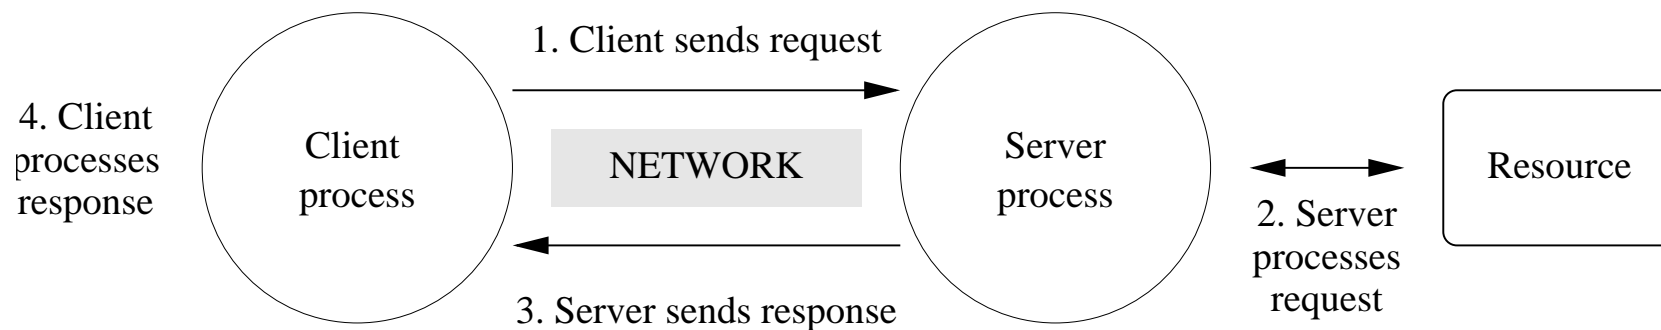 1. Client sends request
4. Client
processes
response
Client
process
NETWORK
Server
process
Resource
2. Server
processes
request
3. Server sends response